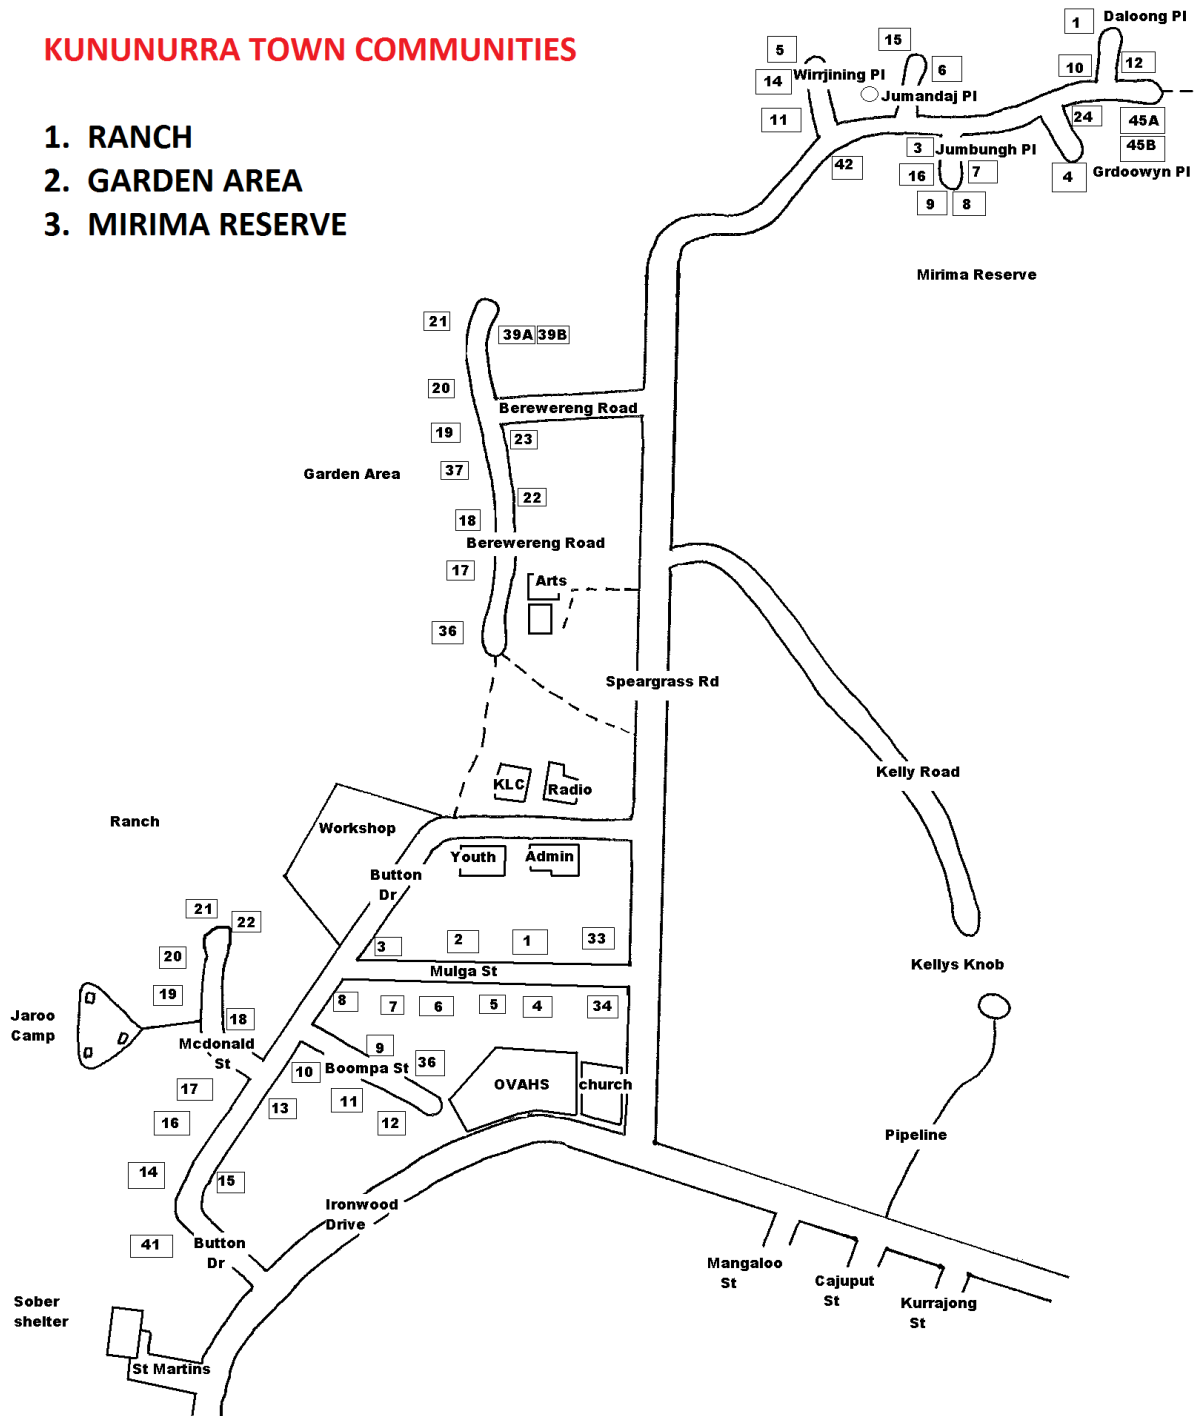 KUNUNURRA TOWN COMMUNITIES
1. RANCH
2. GARDEN AREA
3. MIRIMA RESERVE
1
Daloong Pl
5
15
14
Wirrjining Pl
6
10
12
Jumandaj Pl
11
24
45A
42
3
Jumbungh Pl
45B
16
7
4
Grdoowyn Pl
9
8
Mirima Reserve
21
39A
39B
20
Berewereng Road
19
23
Garden Area
37
22
18
Berewereng Road
17
Arts
36
Speargrass Rd
Kelly Road
KLC
Radio
Ranch
Workshop
Youth
Admin
Button
Dr
21
22
3
2
1
33
20
Mulga St
Kellys Knob
19
8
7
6
5
4
34
Jaroo
Camp
18
Mcdonald
St
9
36
10
Boompa St
OVAHS
church
17
11
13
16
12
Pipeline
14
15
Ironwood
Drive
41
Button
Dr
Mangaloo
St
Cajuput
St
Kurrajong
St
Sober
shelter
St Martins